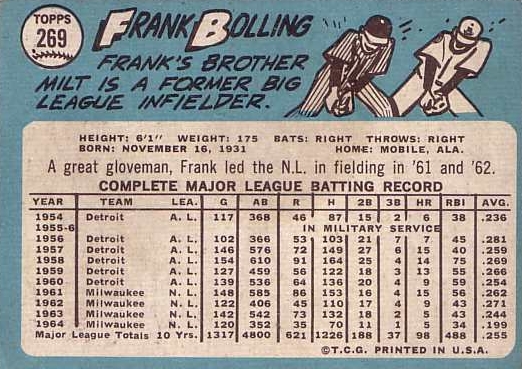 TOPPS
269
FRANK BOLLING
FRANK'S BROTHER
MILT IS A FORMER BIG
LEAGUE INFIELDER.
HEIGHT: 6'1" WEIGHT: 175 BATS: RIGHT THROWS: RIGHT
BORN: NOVEMBER 16, 1931 HOME: MOBILE, ALA.
A great gloveman, Frank led the N.L. in fielding in '61 and '62.
COMPLETE MAJOR LEAGUE BATTING RECORD
YEAR TEAM LEA. G AB R H 2B 3B HR RBI AVG.
1954 Detroit A. L. 117 368 46 87 15 2 6 38 .236
1955-6 IN MILITARY SERVICE
1956 Detroit A. L. 102 366 53 103 21 7 7 45 .281
1957 Detroit A. L. 146 576 72 149 27 6 15 40 .259
1958 Detroit A. L. 154 610 91 164 25 4 14 75 .269
1959 Detroit A. L. 127 459 56 122 18 3 13 55 .266
1960 Detroit A. L. 139 536 64 136 20 4 9 59 .254
1961 Milwaukee N. L. 148 585 86 153 16 4 15 56 .262
1962 Milwaukee N. L. 122 406 45 110 17 4 9 43 .271
1963 Milwaukee N. L. 142 542 73 132 18 2 5 43 .244
1964 Milwaukee N. L. 120 352 35 70 11 1 5 34 .199
Major League Totals 10 Yrs. 1317 4800 621 1226 188 37 98 488 .255
©T.C.G. PRINTED IN U.S.A.